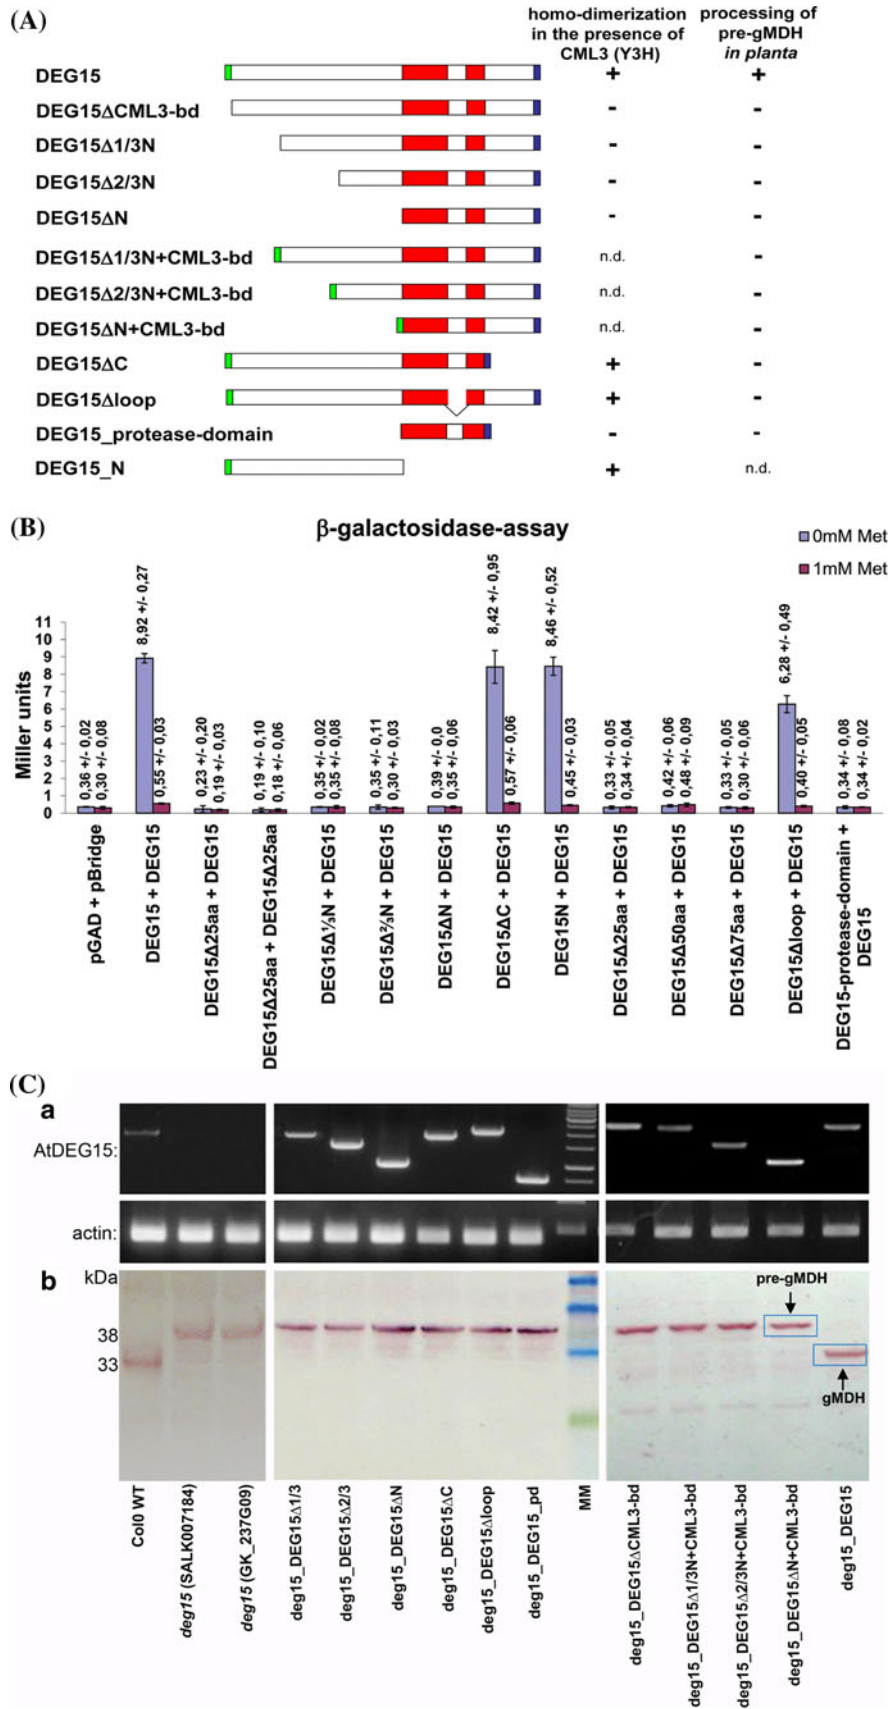 (A)
homo-dimerization
in the presence of
CML3 (Y3H)
processing of
pre-gMDH
in planta
DEG15 + +
DEG15ΔCML3-bd - -
DEG15Δ1/3N - -
DEG15Δ2/3N - -
DEG15ΔN - -
DEG15Δ1/3N+CML3-bd n.d. -
DEG15Δ2/3N+CML3-bd n.d. -
DEG15ΔN+CML3-bd n.d. -
DEG15ΔC + -
DEG15Δloop + -
DEG15_protease-domain - -
DEG15_N + n.d.
(B)
β-galactosidase-assay
0mM Met
1mM Met
Miller units
11
10
9
8
7
6
5
4
3
2
1
0
0,36 +/- 0,02
0,30 +/- 0,08
8,92 +/- 0,27
0,55 +/- 0,03
0,23 +/- 0,20
0,19 +/- 0,03
0,19 +/- 0,10
0,18 +/- 0,06
0,35 +/- 0,02
0,35 +/- 0,08
0,35 +/- 0,11
0,30 +/- 0,03
0,39 +/- 0,0
0,35 +/- 0,06
8,42 +/- 0,95
0,57 +/- 0,06
8,46 +/- 0,52
0,45 +/- 0,03
0,33 +/- 0,05
0,34 +/- 0,04
0,42 +/- 0,06
0,48 +/- 0,09
0,33 +/- 0,05
0,30 +/- 0,06
6,28 +/- 0,49
0,40 +/- 0,05
0,34 +/- 0,08
0,34 +/- 0,02
pGAD + pBridge
DEG15 + DEG15
DEG15Δ25aa + DEG15
DEG15Δ25aa + DEG15Δ25aa
DEG15Δ⅓N + DEG15
DEG15Δ⅔N + DEG15
DEG15ΔN + DEG15
DEG15ΔC + DEG15
DEG15N + DEG15
DEG15Δ25aa + DEG15
DEG15Δ50aa + DEG15
DEG15Δ75aa + DEG15
DEG15Δloop + DEG15
DEG15-protease-domain +
DEG15
(C)
a
AtDEG15:
actin:
b
kDa
38
33
pre-gMDH
gMDH
Col0 WT
deg15 (SALK007184)
deg15 (GK_237G09)
deg15_DEG15Δ1/3
deg15_DEG15Δ2/3
deg15_DEG15ΔN
deg15_DEG15ΔC
deg15_DEG15Δloop
deg15_DEG15_pd
MM
deg15_DEG15ΔCML3-bd
deg15_DEG15Δ1/3N+CML3-bd
deg15_DEG15Δ2/3N+CML3-bd
deg15_DEG15ΔN+CML3-bd
deg15_DEG15